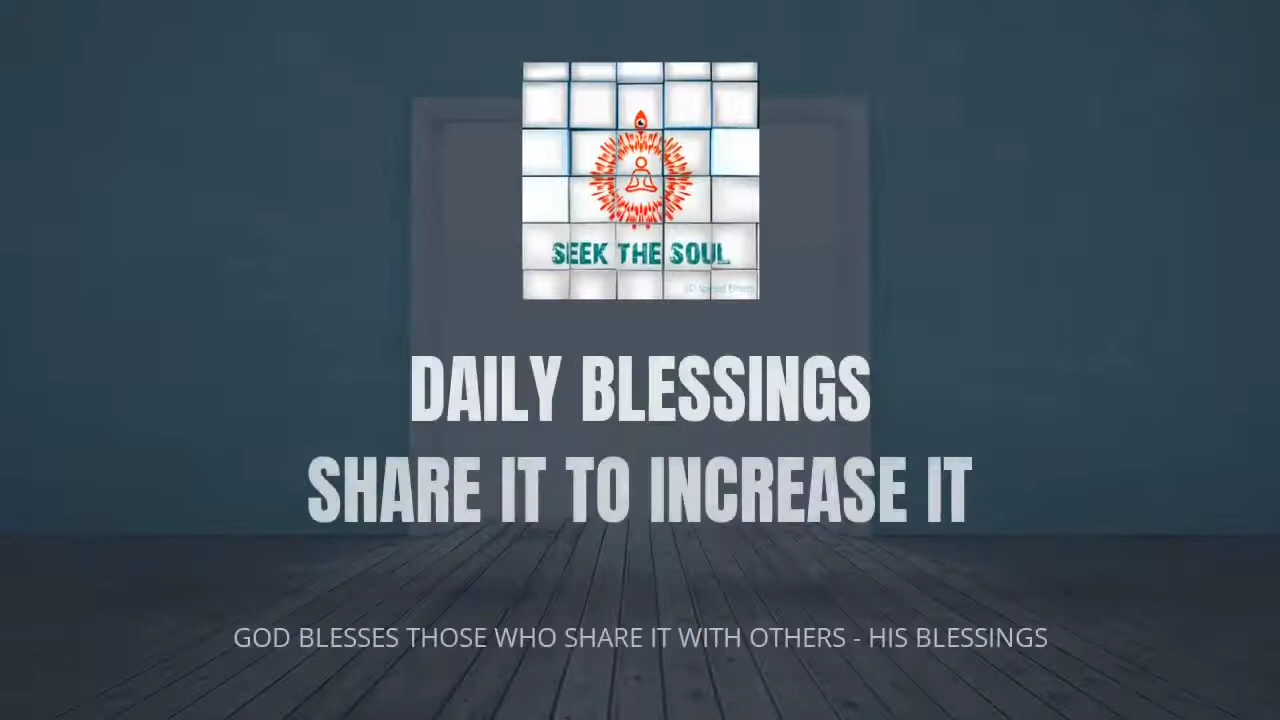 SEEK THE SOUL
DAILY BLESSINGS
SHARE IT TO INCREASE IT
GOD BLESSES THOSE WHO SHARE IT WITH OTHERS - HIS BLESSINGS